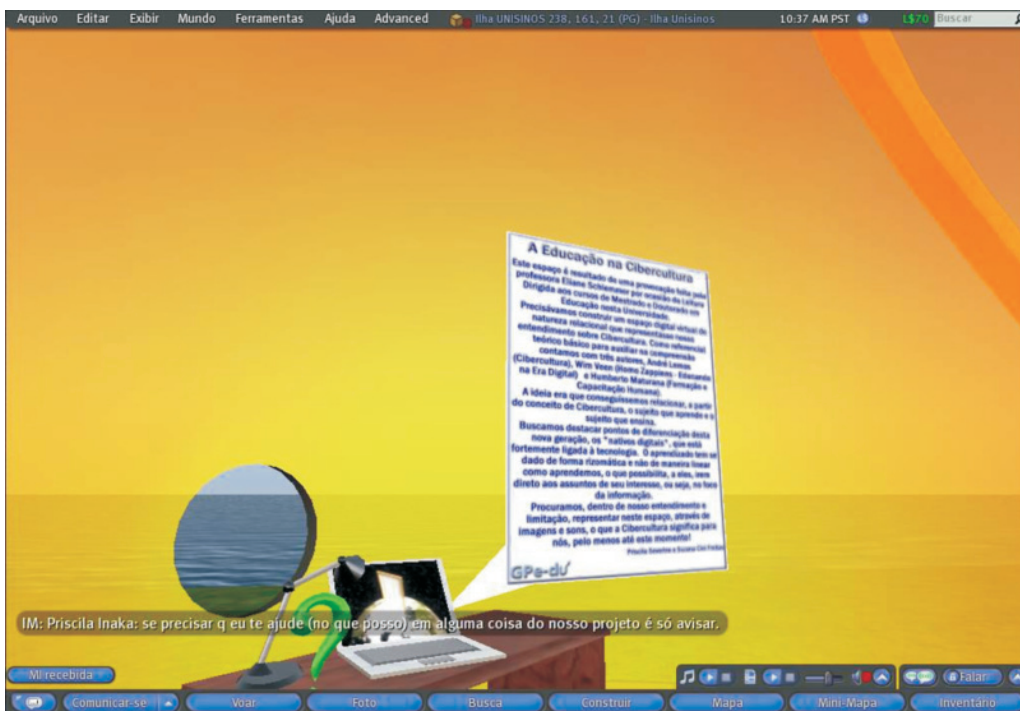 Arquivo Editar Exibir Mundo Ferramentas Ajuda Advanced Ilha UNISINOS 238, 161, 21 (PG) - Ilha Unisinos 10:37 AM PST L$70 Buscar
A Educação na Cibercultura
Este espaço é resultado de uma provocação feita pela
professora Eliane Schlemmer por ocasião da Leitura
Dirigida aos cursos de Mestrado e Doutorado em
Educação nesta Universidade.
Precisávamos construir um espaço digital virtual de
natureza relacional que representasse nosso
entendimento sobre Cibercultura. Como referencial
teórico básico para auxiliar na compreensão
contamos com três autores, André Lemos
(Cibercultura), Wim Veen (Homo Zappiens - Educando
na Era Digital) e Humberto Maturana (Formação e
Capacitação Humana).
A ideia era que conseguíssemos relacionar, a partir
do conceito de Cibercultura, o sujeito que aprende e o
sujeito que ensina.
Buscamos destacar pontos de diferenciação desta
nova geração, os "nativos digitais", que está
fortemente ligada à tecnologia. O aprendizado tem se
dado de forma rizomática e não de maneira linear
como aprendemos, o que possibilita, a eles, irem
direto aos assuntos de seu interesse, ou seja, no foco
da informação.
Procuramos, dentro de nosso entendimento e
limitação, representar neste espaço, através de
imagens e sons, o que a Cibercultura significa para
nós, pelo menos até este momento!
Priscila Severino e Suzana
GPe-dU
?
IM: Priscila Inaka: se precisar q eu te ajude (no que posso) em alguma coisa do nosso projeto é só avisar.
MI recebida
Falar
Comunicar-se Voar Foto Busca Construir Mapa Mini-Mapa Inventário